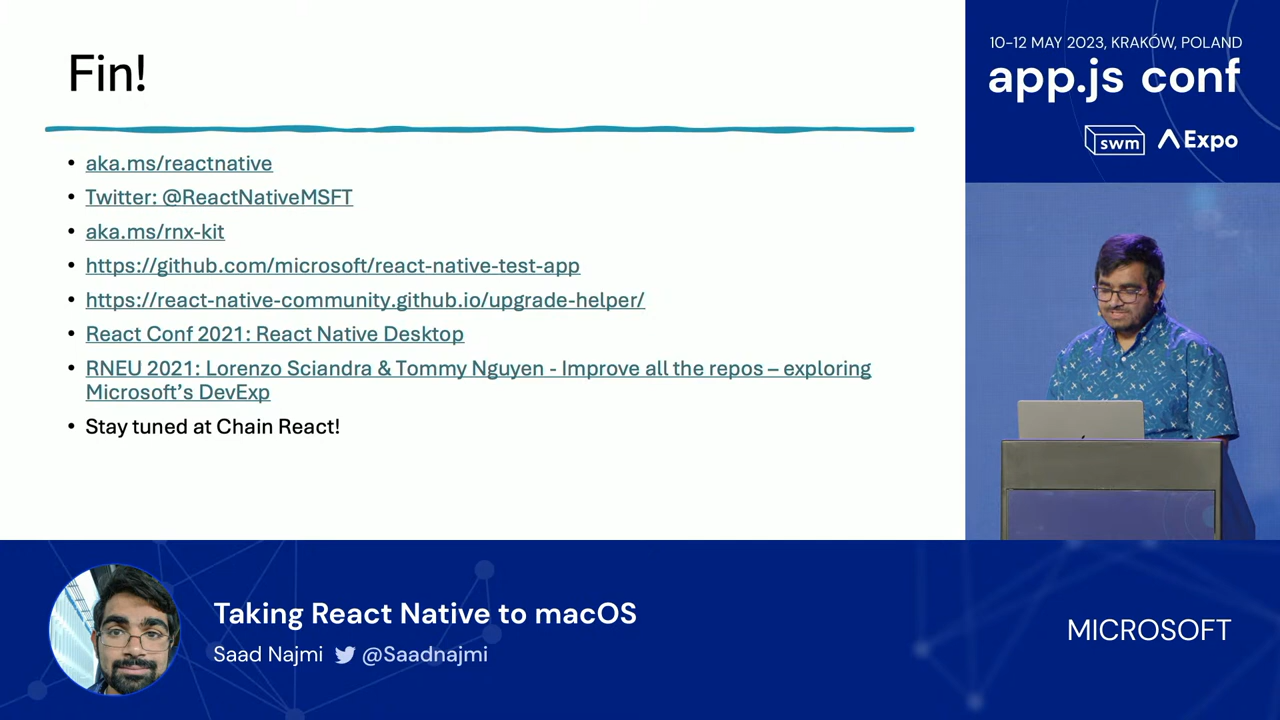 Fin!
• aka.ms/reactnative
• Twitter: @ReactNativeMSFT
• aka.ms/rnx-kit
• https://github.com/microsoft/react-native-test-app
• https://react-native-community.github.io/upgrade-helper/
• React Conf 2021: React Native Desktop
• RNEU 2021: Lorenzo Sciandra & Tommy Nguyen - Improve all the repos – exploring
Microsoft’s DevExp
• Stay tuned at Chain React!
10–12 MAY 2023, KRAKÓW, POLAND
app.js conf
swm Expo
Taking React Native to macOS
Saad Najmi @Saadnajmi
MICROSOFT